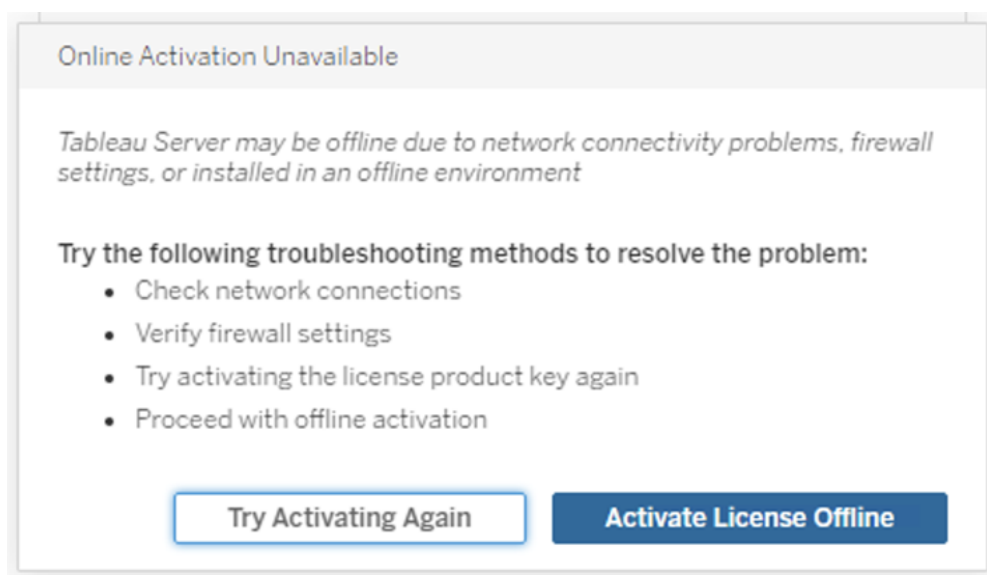 Online Activation Unavailable
Tableau Server may be offline due to network connectivity problems, firewall
settings, or installed in an offline environment
Try the following troubleshooting methods to resolve the problem:
• Check network connections
• Verify firewall settings
• Try activating the license product key again
• Proceed with offline activation
Try Activating Again
Activate License Offline